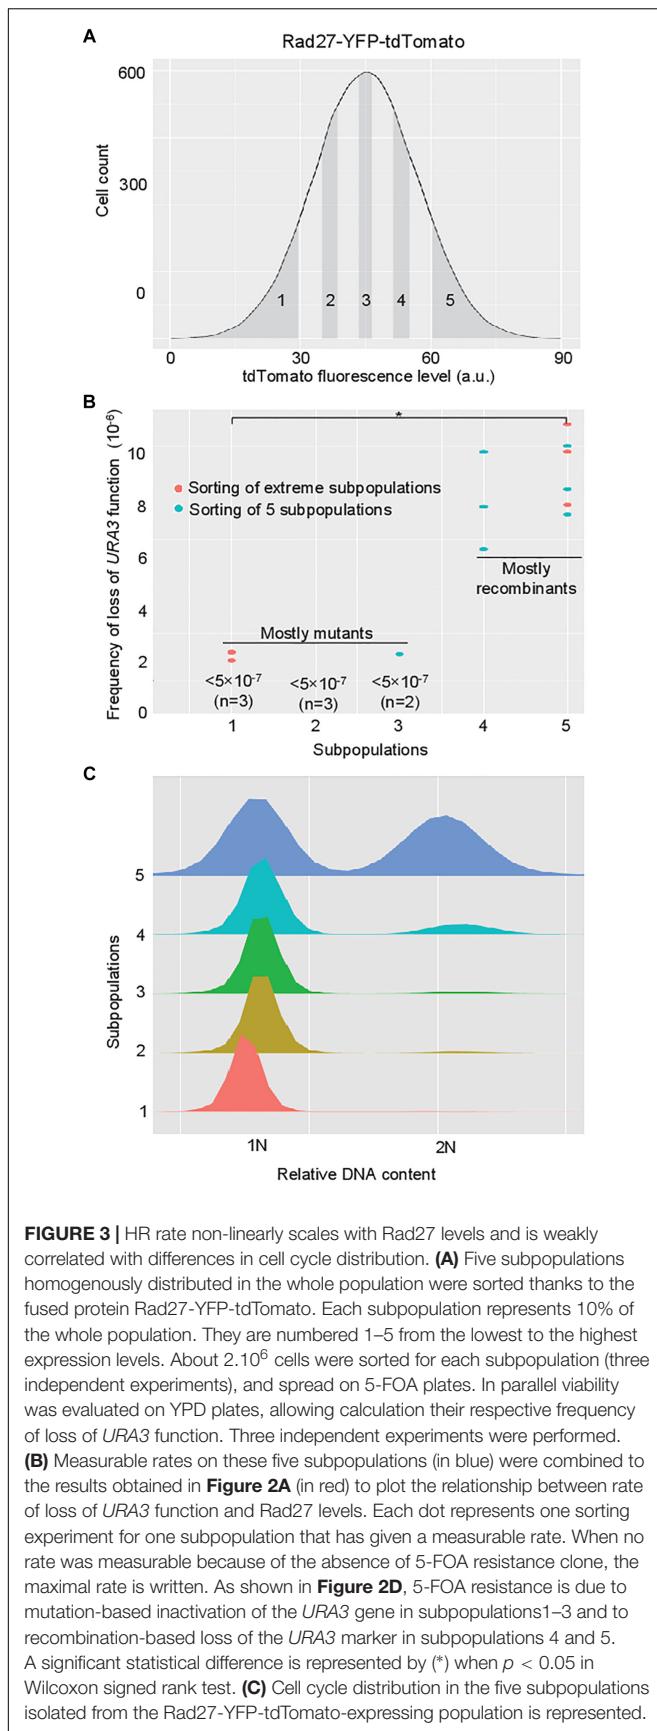 A
Rad27-YFP-tdTomato
600
300
0
Cell count
1 2 3 4 5
0 30 60 90
tdTomato fluorescence level (a.u.)
B
*
Frequency of loss of URA3 function (10⁻⁶)
10
8
6
4
2
0
Sorting of extreme subpopulations
Sorting of 5 subpopulations
Mostly
recombinants
Mostly mutants
<5×10⁻⁷ <5×10⁻⁷ <5×10⁻⁷
(n=3) (n=3) (n=2)
1 2 3 4 5
Subpopulations
C
Subpopulations
5
4
3
2
1
1N 2N
Relative DNA content
FIGURE 3 | HR rate non-linearly scales with Rad27 levels and is weakly
correlated with differences in cell cycle distribution. (A) Five subpopulations
homogenously distributed in the whole population were sorted thanks to the
fused protein Rad27-YFP-tdTomato. Each subpopulation represents 10% of
the whole population. They are numbered 1–5 from the lowest to the highest
expression levels. About 2.10⁶ cells were sorted for each subpopulation (three
independent experiments), and spread on 5-FOA plates. In parallel viability
was evaluated on YPD plates, allowing calculation their respective frequency
of loss of URA3 function. Three independent experiments were performed.
(B) Measurable rates on these five subpopulations (in blue) were combined to
the results obtained in Figure 2A (in red) to plot the relationship between rate
of loss of URA3 function and Rad27 levels. Each dot represents one sorting
experiment for one subpopulation that has given a measurable rate. When no
rate was measurable because of the absence of 5-FOA resistance clone, the
maximal rate is written. As shown in Figure 2D, 5-FOA resistance is due to
mutation-based inactivation of the URA3 gene in subpopulations1–3 and to
recombination-based loss of the URA3 marker in subpopulations 4 and 5.
A significant statistical difference is represented by (*) when p < 0.05 in
Wilcoxon signed rank test. (C) Cell cycle distribution in the five subpopulations
isolated from the Rad27-YFP-tdTomato-expressing population is represented.